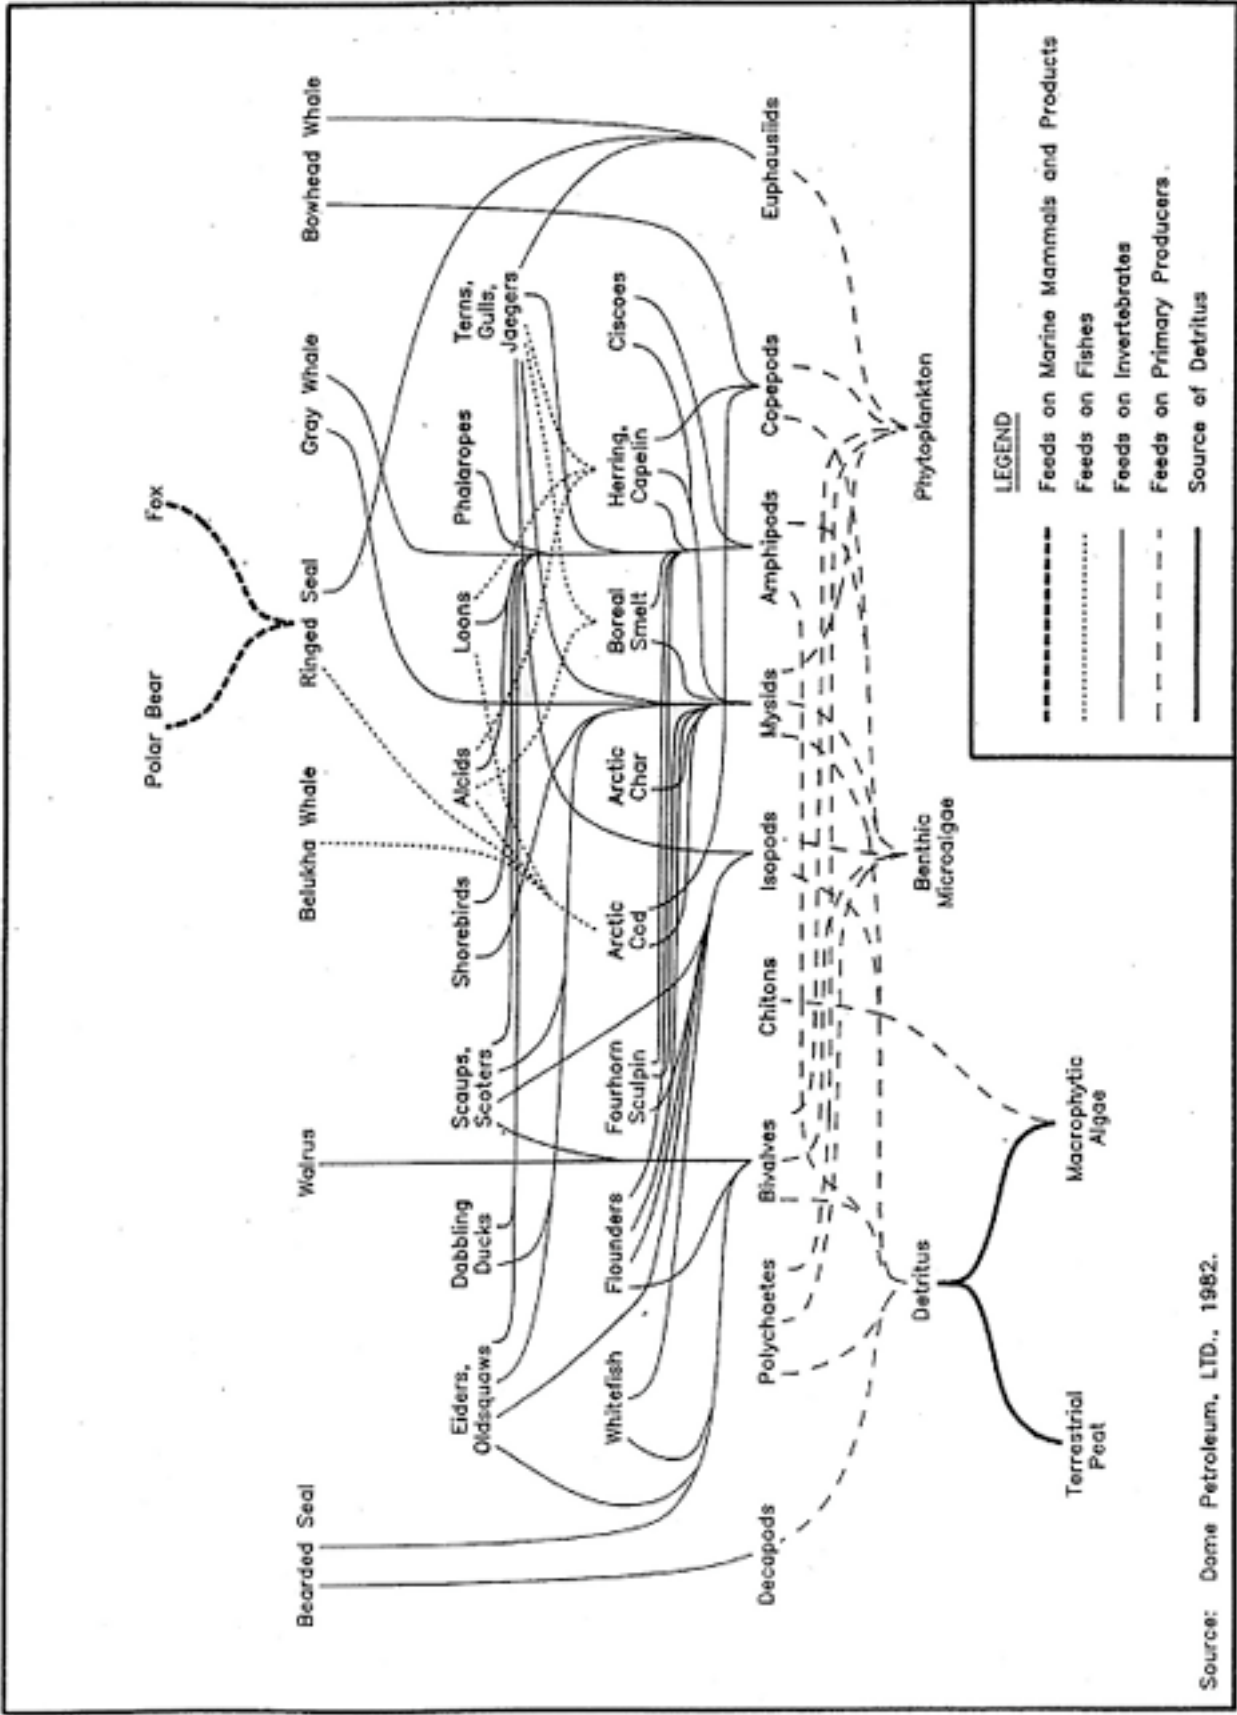 Polar Bear
Fox
Bearded Seal
Walrus
Belukha Whale
Ringed Seal
Gray Whale
Bowhead Whale
Eiders,
Oldsquaws
Dabbling
Ducks
Scaups,
Scoters
Shorebirds
Alcids
Loons
Phalaropes
Terns,
Gulls,
Jaegers
Whitefish
Flounders
Fourhorn
Sculpin
Arctic
Cod
Arctic
Char
Boreal
Smelt
Herring,
Capelin
Ciscoes
Decapods
Polychaetes
Bivalves
Chitons
Isopods
Mysids
Amphipods
Copepods
Euphausiids
Detritus
Benthic
Microalgae
Phytoplankton
Terrestrial
Peat
Macrophytic
Algae
LEGEND
Feeds on Marine Mammals and Products
Feeds on Fishes
Feeds on Invertebrates
Feeds on Primary Producers
Source of Detritus
Source: Dome Petroleum, LTD., 1982.